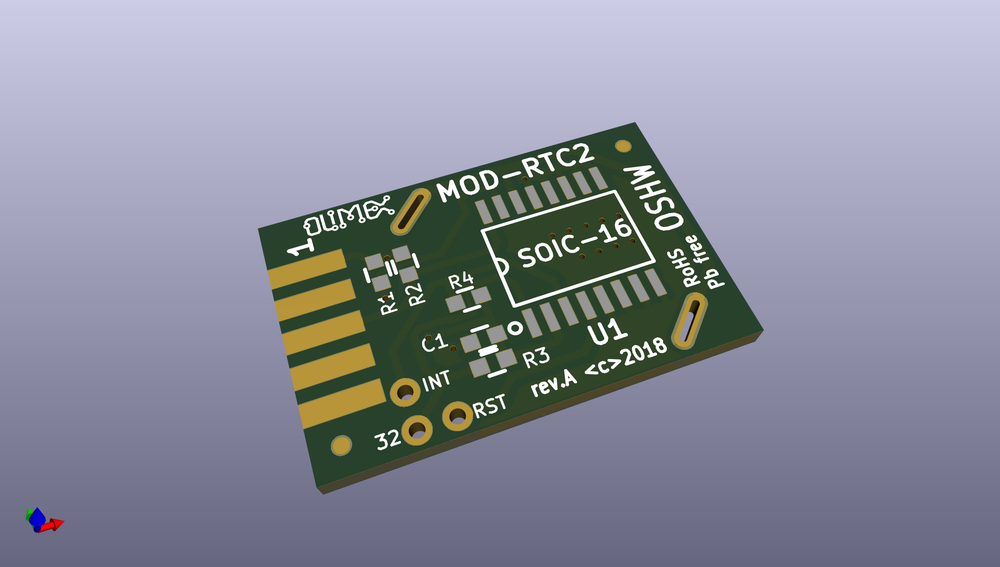 OLIMEX
MOD-RTC2
OSHW
1
SOIC-16
RoHS
Pb free
R1
R2
R4
C1
R3
U1
INT
RST
32
rev.A <c>2018